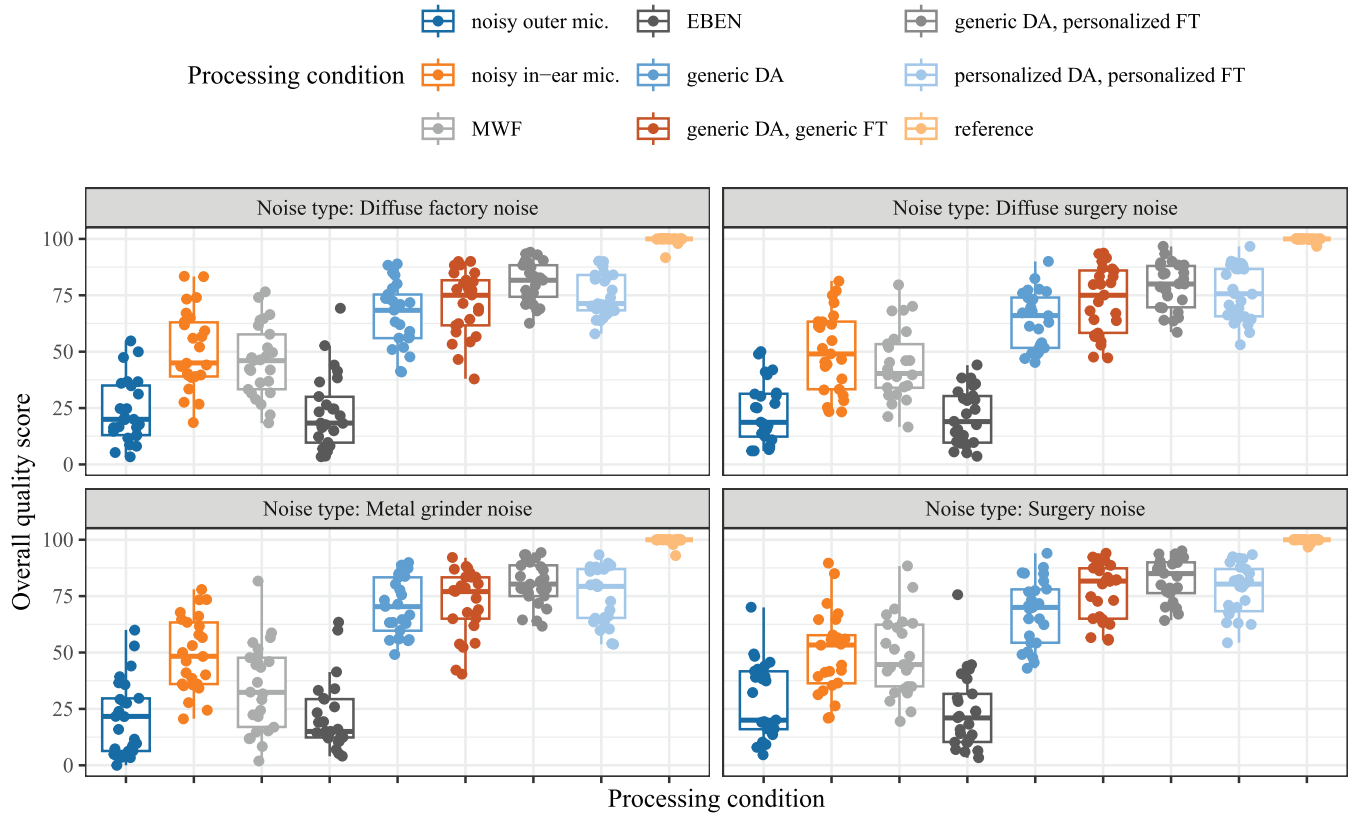 noisy outer mic. EBEN generic DA, personalized FT
Processing condition noisy in−ear mic. generic DA personalized DA, personalized FT
MWF generic DA, generic FT reference
Noise type: Diffuse factory noise Noise type: Diffuse surgery noise
100
75
50
25
0
Noise type: Metal grinder noise Noise type: Surgery noise
100
75
50
25
0
Overall quality score
Processing condition